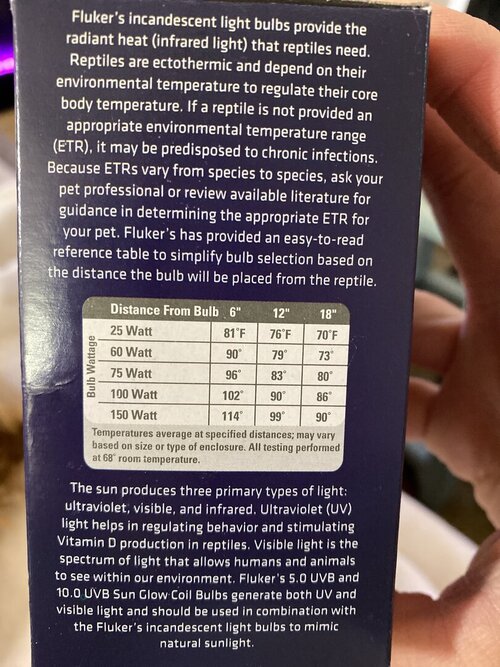 Fluker's incandescent light bulbs provide the
radiant heat (infrared light) that reptiles need.
Reptiles are ectothermic and depend on their
environmental temperature to regulate their core
body temperature. If a reptile is not provided an
appropriate environmental temperature range
(ETR), it may be predisposed to chronic infections.
Because ETRs vary from species to species, ask your
pet professional or review available literature for
guidance in determining the appropriate ETR for
your pet. Fluker's has provided an easy-to-read
reference table to simplify bulb selection based on
the distance the bulb will be placed from the reptile.
Distance From Bulb 6" 12" 18"
Bulb Wattage
25 Watt 81°F 76°F 70°F
60 Watt 90° 79° 73°
75 Watt 96° 83° 80°
100 Watt 102° 90° 86°
150 Watt 114° 99° 90°
Temperatures average at specified distances; may vary
based on size or type of enclosure. All testing performed
at 68° room temperature.
The sun produces three primary types of light:
ultraviolet, visible, and infrared. Ultraviolet (UV)
light helps in regulating behavior and stimulating
Vitamin D production in reptiles. Visible light is the
spectrum of light that allows humans and animals
to see within our environment. Fluker's 5.0 UVB and
10.0 UVB Sun Glow Coil Bulbs generate both UV and
visible light and should be used in combination with
the Fluker's incandescent light bulbs to mimic
natural sunlight.